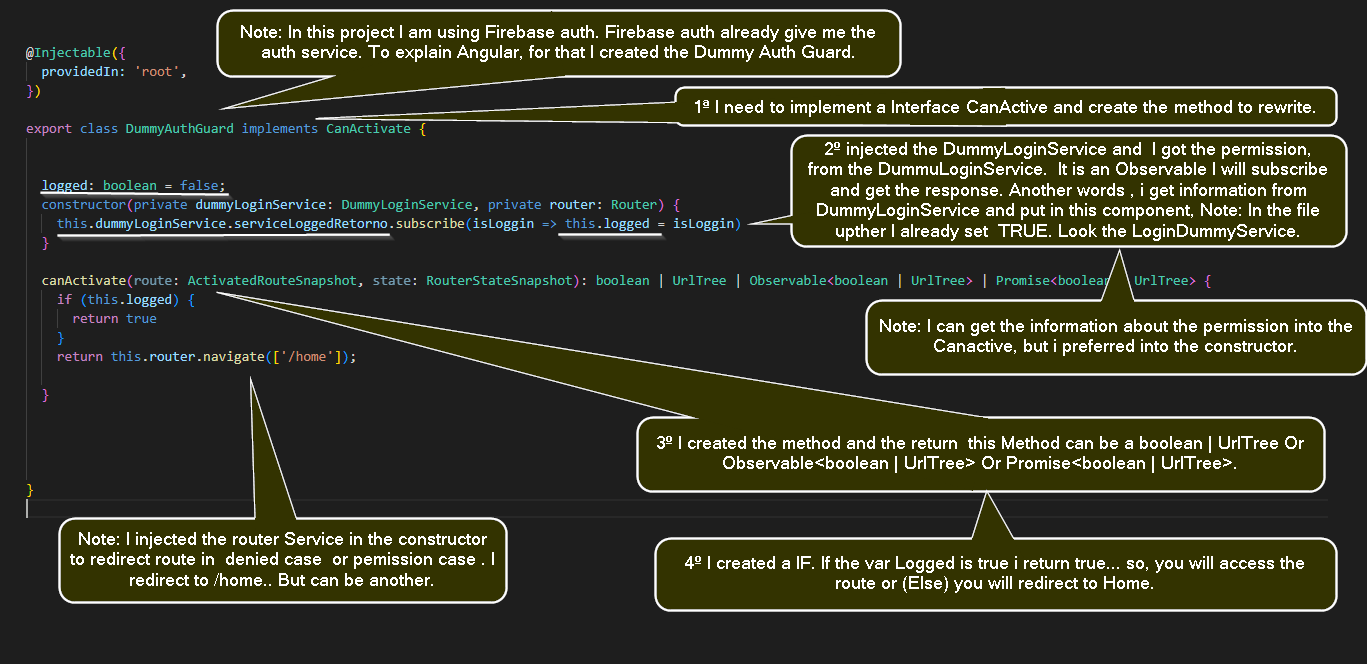 Note: In this project I am using Firebase auth. Firebase auth already give me the
auth service. To explain Angular, for that I created the Dummy Auth Guard.
@Injectable({
providedIn: 'root',
})
1ª I need to implement a Interface CanActive and create the method to rewrite.
export class DummyAuthGuard implements CanActivate {
2º injected the DummyLoginService and I got the permission,
from the DummuLoginService. It is an Observable I will subscribe
and get the response. Another words , i get information from
DummyLoginService and put in this component, Note: In the file
upther I already set TRUE. Look the LoginDummyService.
logged: boolean = false;
constructor(private dummyLoginService: DummyLoginService, private router: Router) {
this.dummyLoginService.serviceLoggedRetorno.subscribe(isLoggin => this.logged = isLoggin)
}
canActivate(route: ActivatedRouteSnapshot, state: RouterStateSnapshot): boolean | UrlTree | Observable<boolean | UrlTree> | Promise<boolean UrlTree> {
if (this.logged) {
return true
}
return this.router.navigate(['/home']);
}
Note: I can get the information about the permission into the
Canactive, but i preferred into the constructor.
3º I created the method and the return this Method can be a boolean | UrlTree Or
Observable<boolean | UrlTree> Or Promise<boolean | UrlTree>.
}
Note: I injected the router Service in the constructor
to redirect route in denied case or pemission case . I
redirect to /home.. But can be another.
4º I created a IF. If the var Logged is true i return true... so, you will access the
route or (Else) you will redirect to Home.